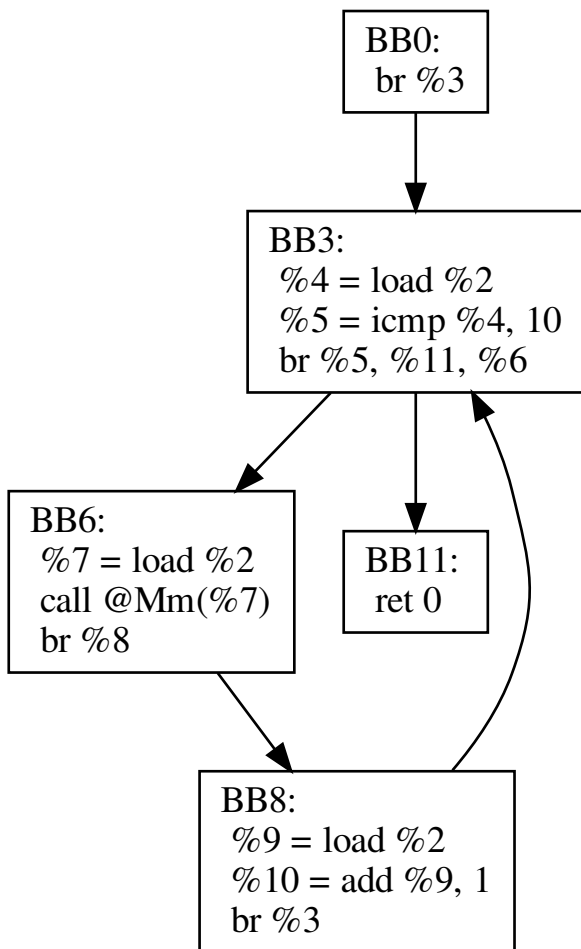 BB0:
br %3
BB3:
%4 = load %2
%5 = icmp %4, 10
br %5, %11, %6
BB6:
%7 = load %2
call @Mm(%7)
br %8
BB11:
ret 0
BB8:
%9 = load %2
%10 = add %9, 1
br %3